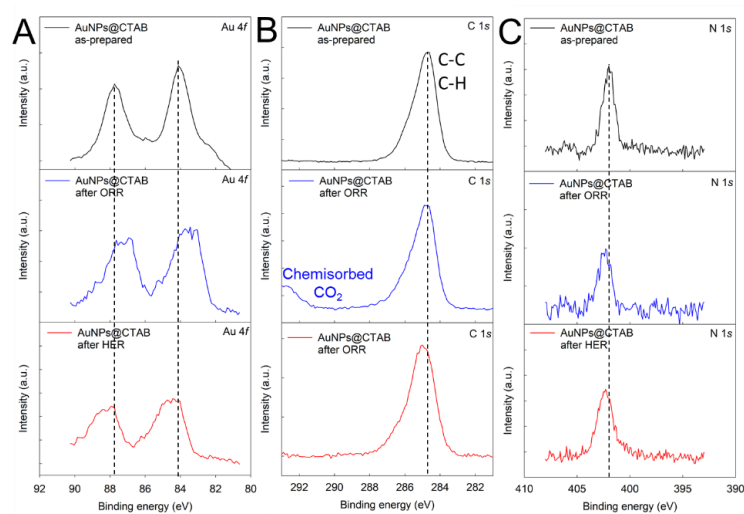 A
AuNPs@CTAB
as-prepared
Au 4f
Intensity (a.u.)
AuNPs@CTAB
after ORR
Au 4f
Intensity (a.u.)
AuNPs@CTAB
after HER
Au 4f
Intensity (a.u.)
92 90 88 86 84 82 80
Binding energy (eV)
B
AuNPs@CTAB
as-prepared
C 1s
C-C
C-H
Intensity (a.u.)
AuNPs@CTAB
after ORR
C 1s
Chemisorbed
CO2
Intensity (a.u.)
AuNPs@CTAB
after ORR
C 1s
Intensity (a.u.)
292 290 288 286 284 282
Binding energy (eV)
C
AuNPs@CTAB
as-prepared
N 1s
Intensity (a.u.)
AuNPs@CTAB
after ORR
N 1s
Intensity (a.u.)
AuNPs@CTAB
after HER
N 1s
Intensity (a.u.)
410 405 400 395 390
Binding energy (eV)